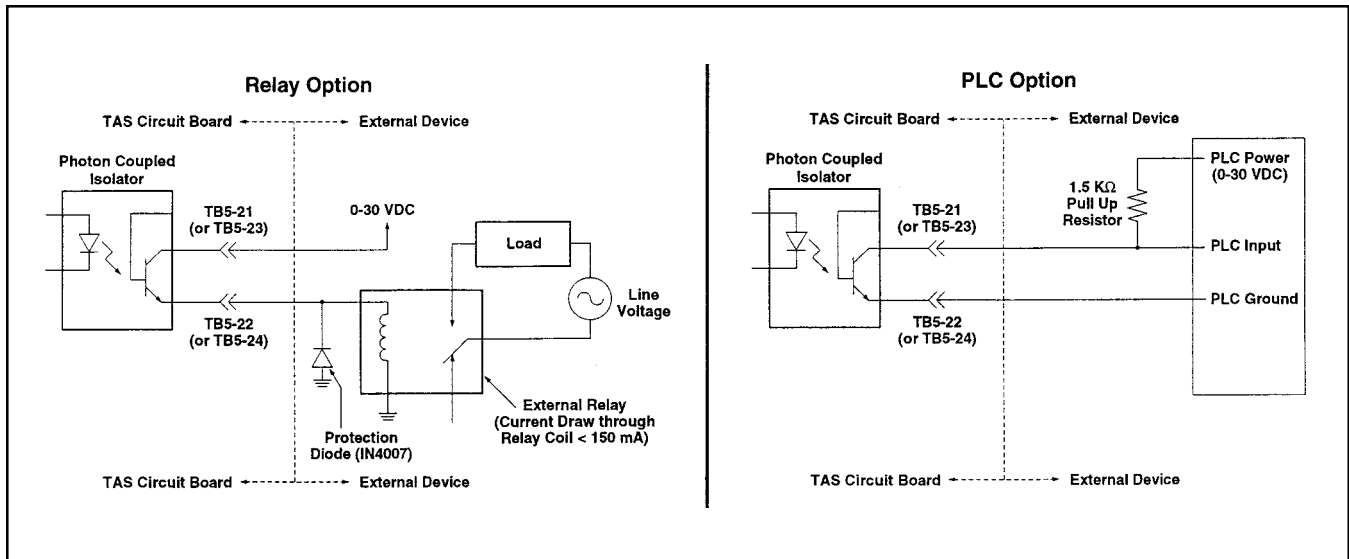 Relay Option
TAS Circuit Board
External Device
Photon Coupled
Isolator
TB5-21
(or TB5-23)
0-30 VDC
Load
Line
Voltage
TB5-22
(or TB5-24)
External Relay
(Current Draw through
Relay Coil < 150 mA)
Protection
Diode (IN4007)
TAS Circuit Board
External Device
PLC Option
TAS Circuit Board
External Device
Photon Coupled
Isolator
TB5-21
(or TB5-23)
1.5 KΩ
Pull Up
Resistor
PLC Power
(0-30 VDC)
PLC Input
PLC Ground
TB5-22
(or TB5-24)
TAS Circuit Board
External Device